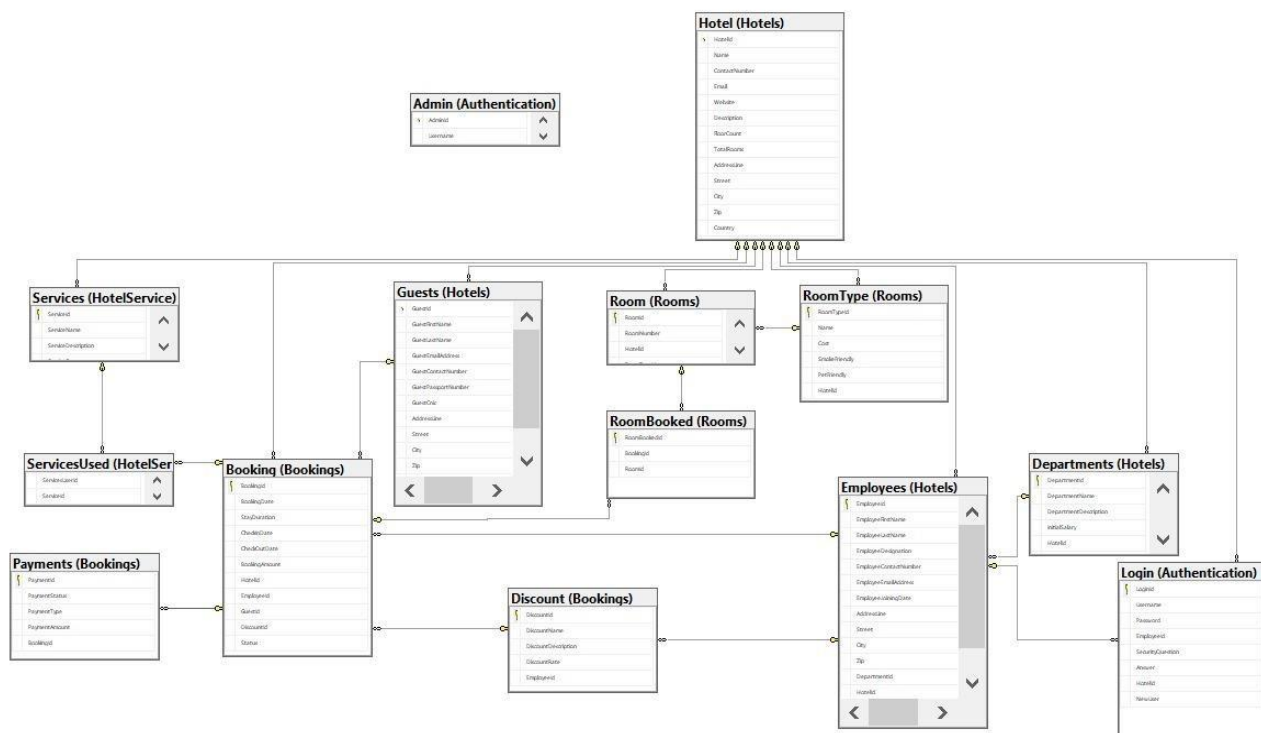 Hotel (Hotels)
HotelId
Name
ContactNumber
Email
Website
Description
FloorCount
TotalRooms
AddressLine
Street
City
Zip
Country
Admin (Authentication)
AdminId
username
Services (HotelService)
ServiceId
ServiceName
ServiceDescription
Guests (Hotels)
GuestId
GuestFirstName
GuestLastName
GuestEmailAddress
GuestContactNumber
GuestPassportNumber
GuestCnic
AddressLine
Street
City
Zip
Room (Rooms)
RoomId
RoomNumber
HotelId
RoomType (Rooms)
RoomTypeId
Name
Cost
SmokeFriendly
PetFriendly
HotelId
RoomBooked (Rooms)
RoomBookedId
BookingId
RoomId
ServicesUsed (HotelSer
ServicesUsedId
ServiceId
Booking (Bookings)
BookingId
BookingDate
StayDuration
CheckInDate
CheckOutDate
BookingAmount
HotelId
EmployeeId
GuestId
DiscountId
Status
Employees (Hotels)
EmployeeId
EmployeeFirstName
EmployeeLastName
EmployeeDesignation
EmployeeContactNumber
EmployeeEmailAddress
EmployeeJoiningDate
AddressLine
Street
City
Zip
DepartmentId
HotelId
Departments (Hotels)
DepartmentId
DepartmentName
DepartmentDescription
InitialSalary
HotelId
Payments (Bookings)
PaymentId
PaymentStatus
PaymentType
PaymentAmount
BookingId
Discount (Bookings)
DiscountId
DiscountName
DiscountDescription
DiscountRate
EmployeeId
Login (Authentication)
LoginId
username
Password
EmployeeId
SecurityQuestion
Answer
HotelId
NewUser